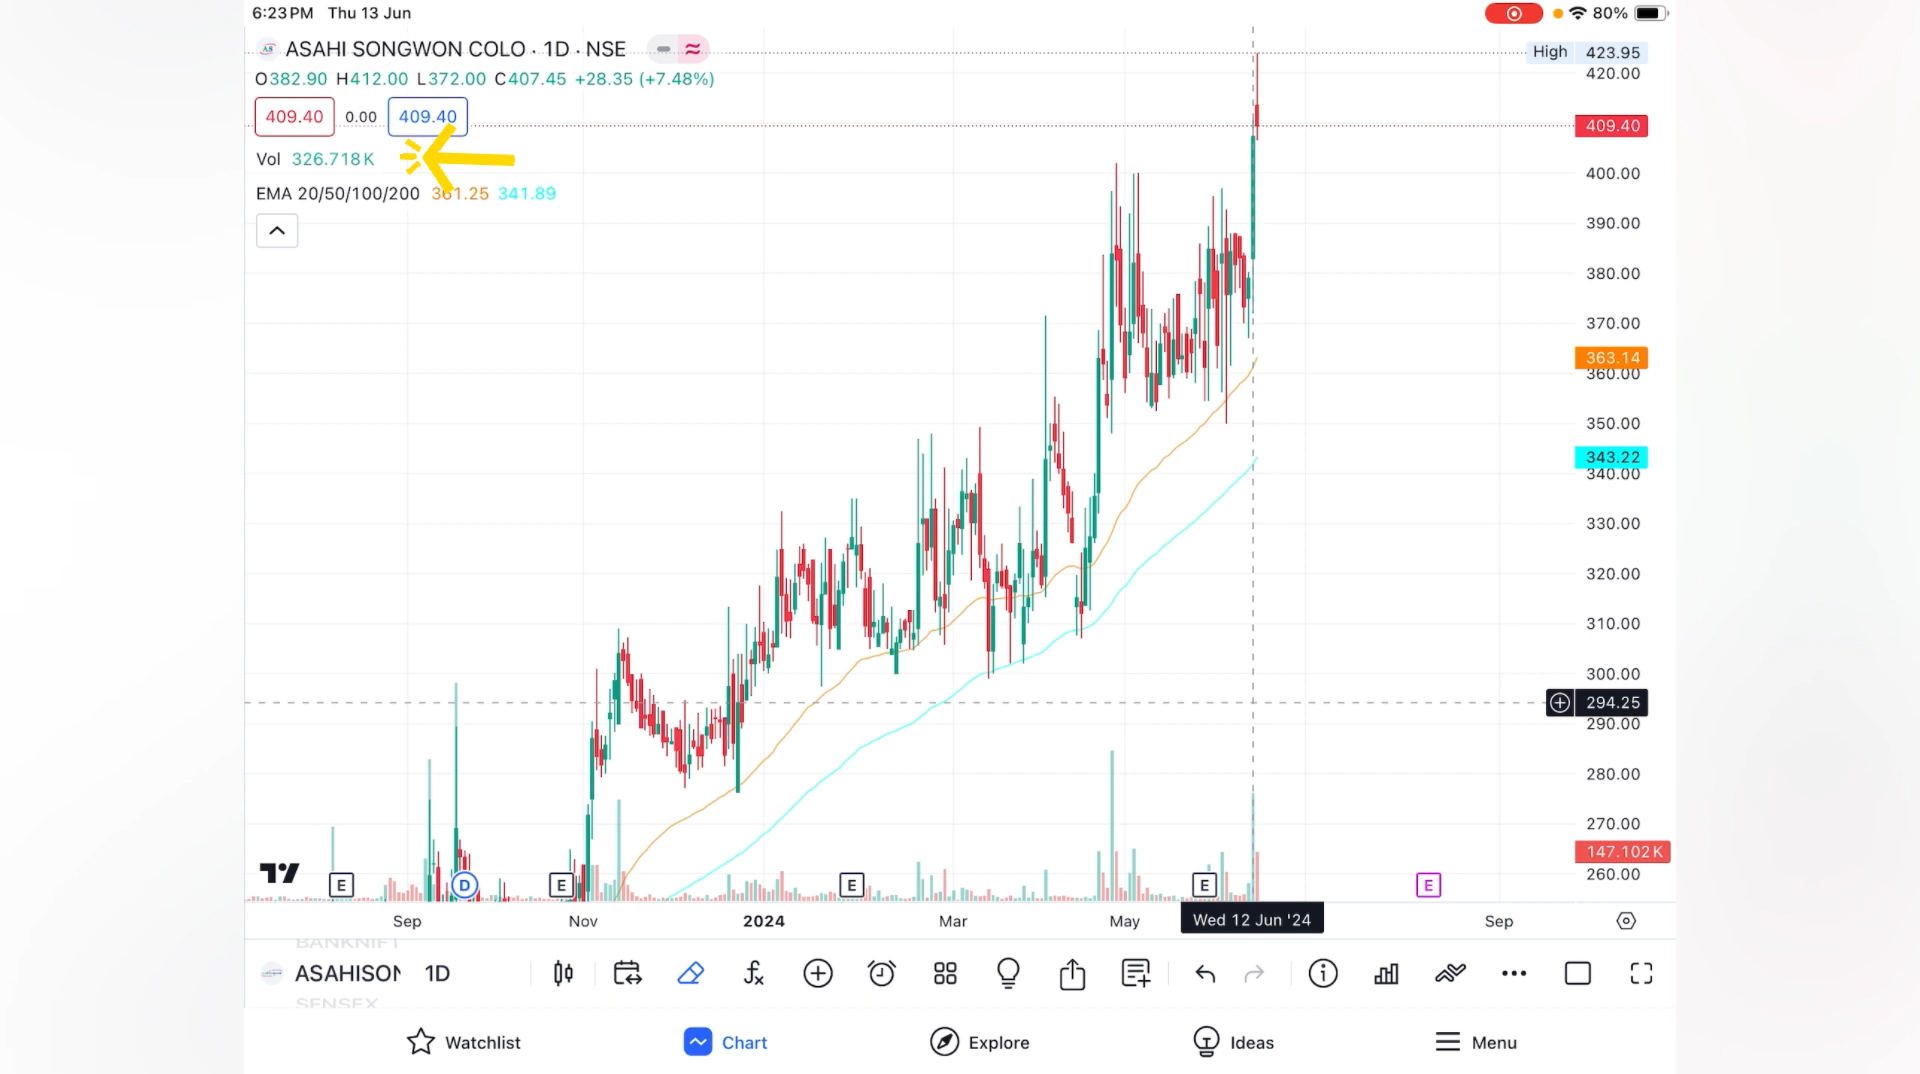 6:23 PM Thu 13 Jun
80%
ASAHI SONGWON COLO · 1D · NSE
O382.90 H412.00 L372.00 C407.45 +28.35 (+7.48%)
409.40 0.00 409.40
Vol 326.718 K
EMA 20/50/100/200 361.25 341.89
High 423.95
420.00
409.40
400.00
390.00
380.00
370.00
363.14
360.00
350.00
343.22
340.00
330.00
320.00
310.00
300.00
294.25
290.00
280.00
270.00
147.102 K
260.00
E D E E E E
Sep Nov 2024 Mar May Wed 12 Jun '24 Sep
BANKNIFT
ASAHISON 1D
SENSEX
Watchlist Chart Explore Ideas Menu